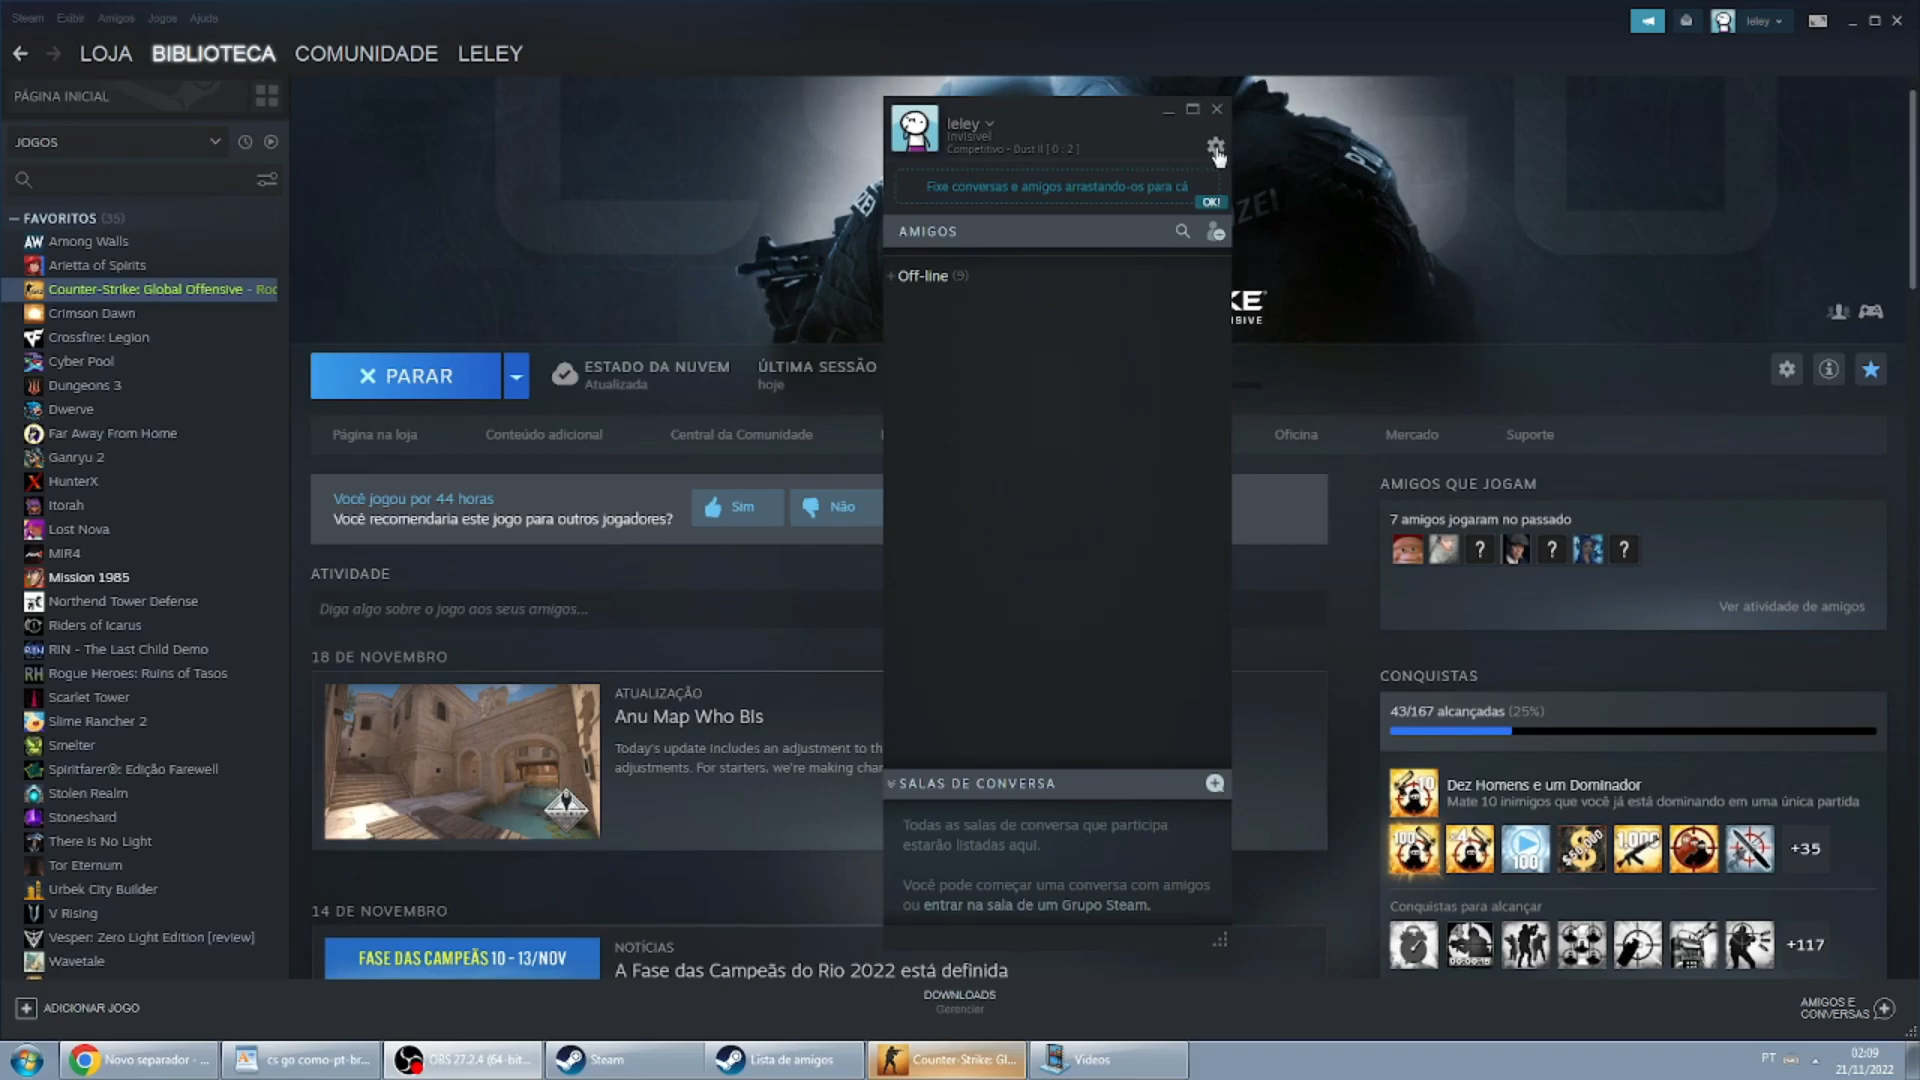 Steam Exibir Amigos Jogos Ajuda
leley
LOJA BIBLIOTECA COMUNIDADE LELEY
PÁGINA INICIAL
JOGOS
FAVORITOS (35)
Among Walls
Arietta of Spirits
Counter-Strike: Global Offensive - Roc
Crimson Dawn
Crossfire: Legion
Cyber Pool
Dungeons 3
Dwerve
Far Away From Home
Ganryu 2
HunterX
Itorah
Lost Nova
MIR4
Mission 1985
Northend Tower Defense
Riders of Icarus
RIN - The Last Child Demo
Rogue Heroes: Ruins of Tasos
Scarlet Tower
Slime Rancher 2
Smelter
Spiritfarer®: Edição Farewell
Stolen Realm
Stoneshard
There Is No Light
Tor Eternum
Urbek City Builder
V Rising
Vesper: Zero Light Edition [review]
Wavetale
ADICIONAR JOGO
PARAR
ESTADO DA NUVEM
Atualizada
ÚLTIMA SESSÃO
hoje
Página na loja
Conteúdo adicional
Central da Comunidade
Oficina
Mercado
Suporte
Você jogou por 44 horas
Você recomendaria este jogo para outros jogadores?
Sim
Não
ATIVIDADE
Diga algo sobre o jogo aos seus amigos...
18 DE NOVEMBRO
ATUALIZAÇÃO
Anu Map Who Bis
Today's update includes an adjustment to th
adjustments. For starters, we're making char
14 DE NOVEMBRO
FASE DAS CAMPEÃS 10 - 13/NOV
NOTÍCIAS
A Fase das Campeãs do Rio 2022 está definida
leley
Invisível
Competitivo - Dust II [ 0 : 2 ]
Fixe conversas e amigos arrastando-os para cá
OK!
AMIGOS
+ Off-line (9)
SALAS DE CONVERSA
Todas as salas de conversa que participa
estarão listadas aqui.
Você pode começar uma conversa com amigos
ou entrar na sala de um Grupo Steam.
POLIZEI
KE
SIVE
AMIGOS QUE JOGAM
7 amigos jogaram no passado
? ? ?
Ver atividade de amigos
CONQUISTAS
43/167 alcançadas (25%)
Dez Homens e um Dominador
Mate 10 inimigos que você já está dominando em uma única partida
+35
Conquistas para alcançar
+117
DOWNLOADS
Gerenciar
AMIGOS E
CONVERSAS
Novo separador - ...
cs go como-pt-br...
OBS 27.2.4 (64-bit...
Steam
Lista de amigos
Counter-Strike: Gl...
Videos
PT
02:09
21/11/2022